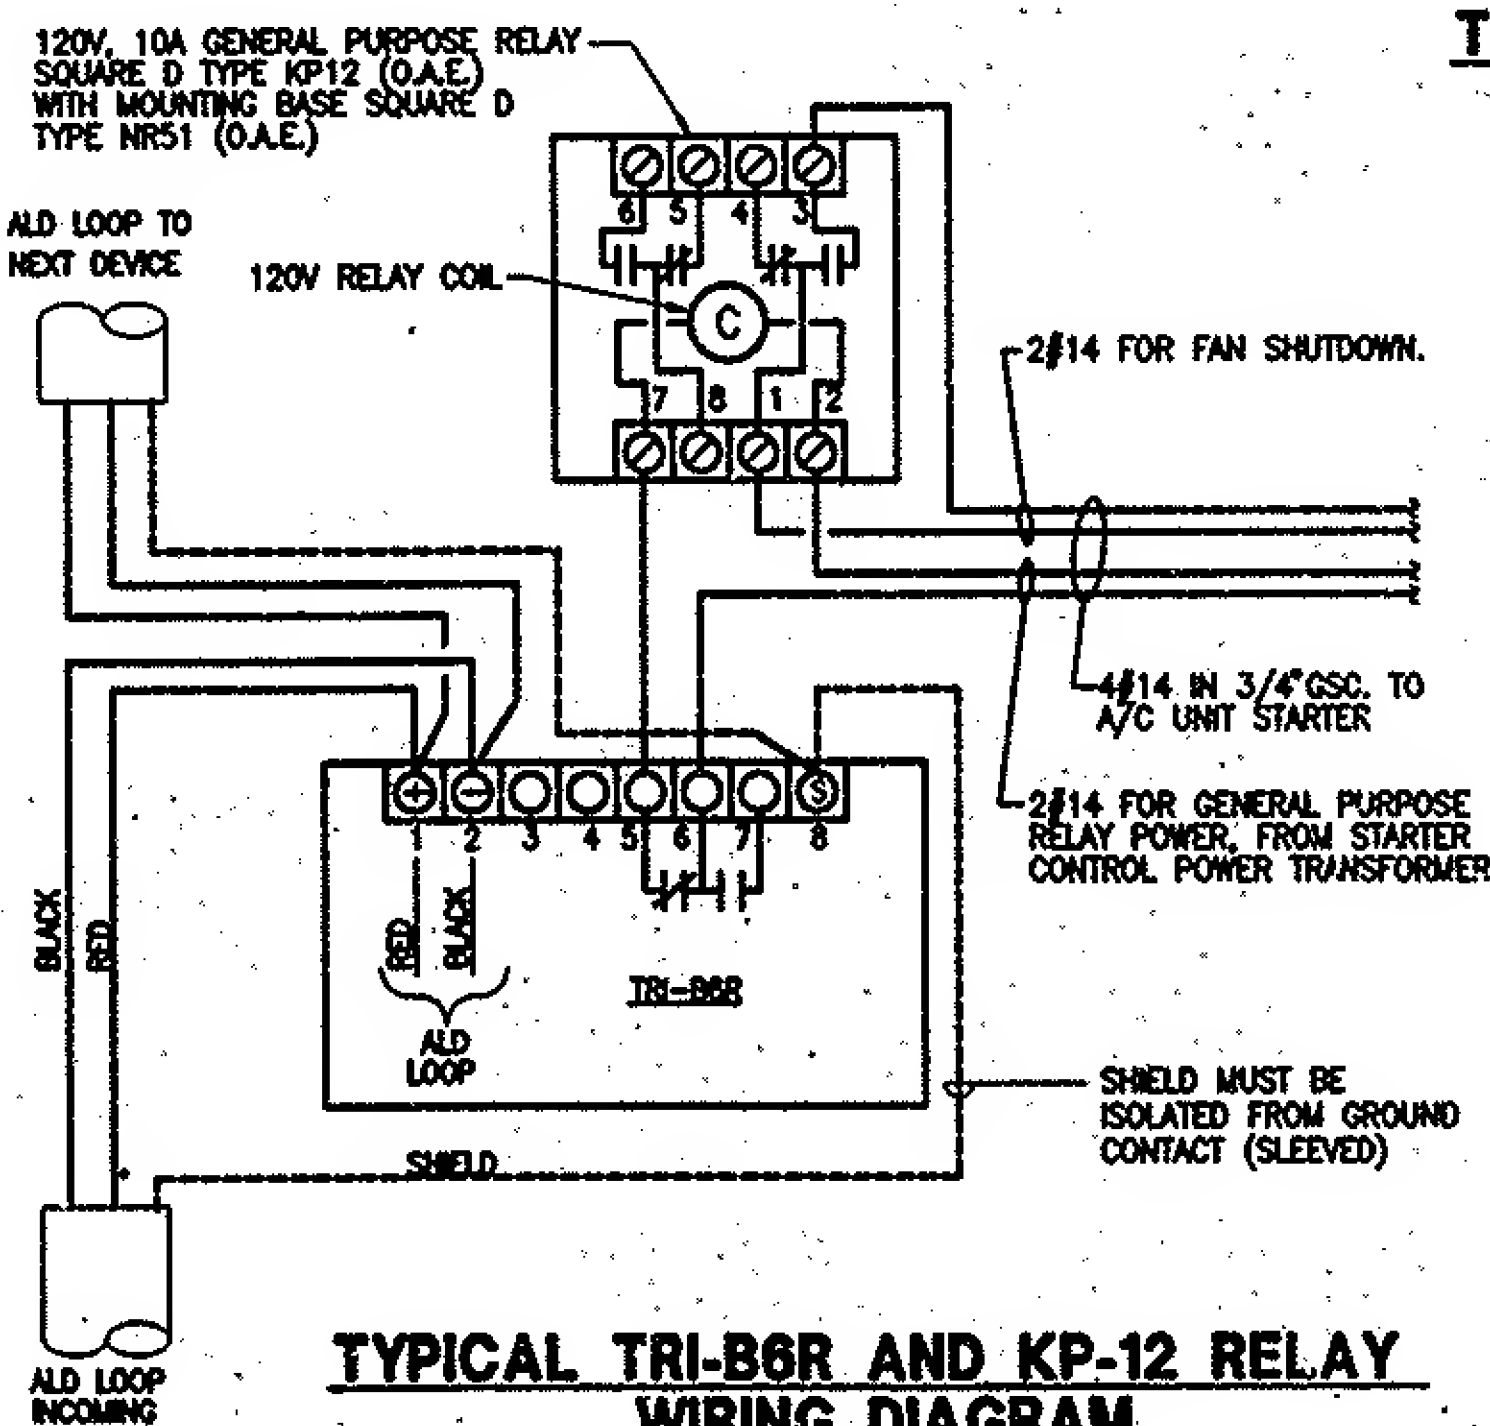 T
120V, 10A GENERAL PURPOSE RELAY
SQUARE D TYPE KP12 (O.A.E.)
WITH MOUNTING BASE SQUARE D
TYPE NR51 (O.A.E.)
ALD LOOP TO
NEXT DEVICE
120V RELAY COIL
6 5 4 3
C
7 8 1 2
2#14 FOR FAN SHUTDOWN.
4#14 IN 3/4"GSC. TO
A/C UNIT STARTER
2#14 FOR GENERAL PURPOSE
RELAY POWER, FROM STARTER
CONTROL POWER TRANSFORMER
+ − S
1 2 3 4 5 6 7 8
BLACK
RED
RED
BLACK
ALD
LOOP
TRI-B6R
SHIELD MUST BE
ISOLATED FROM GROUND
CONTACT (SLEEVED)
SHIELD
ALD LOOP
INCOMING
TYPICAL TRI-B6R AND KP-12 RELAY
WIRING DIAGRAM